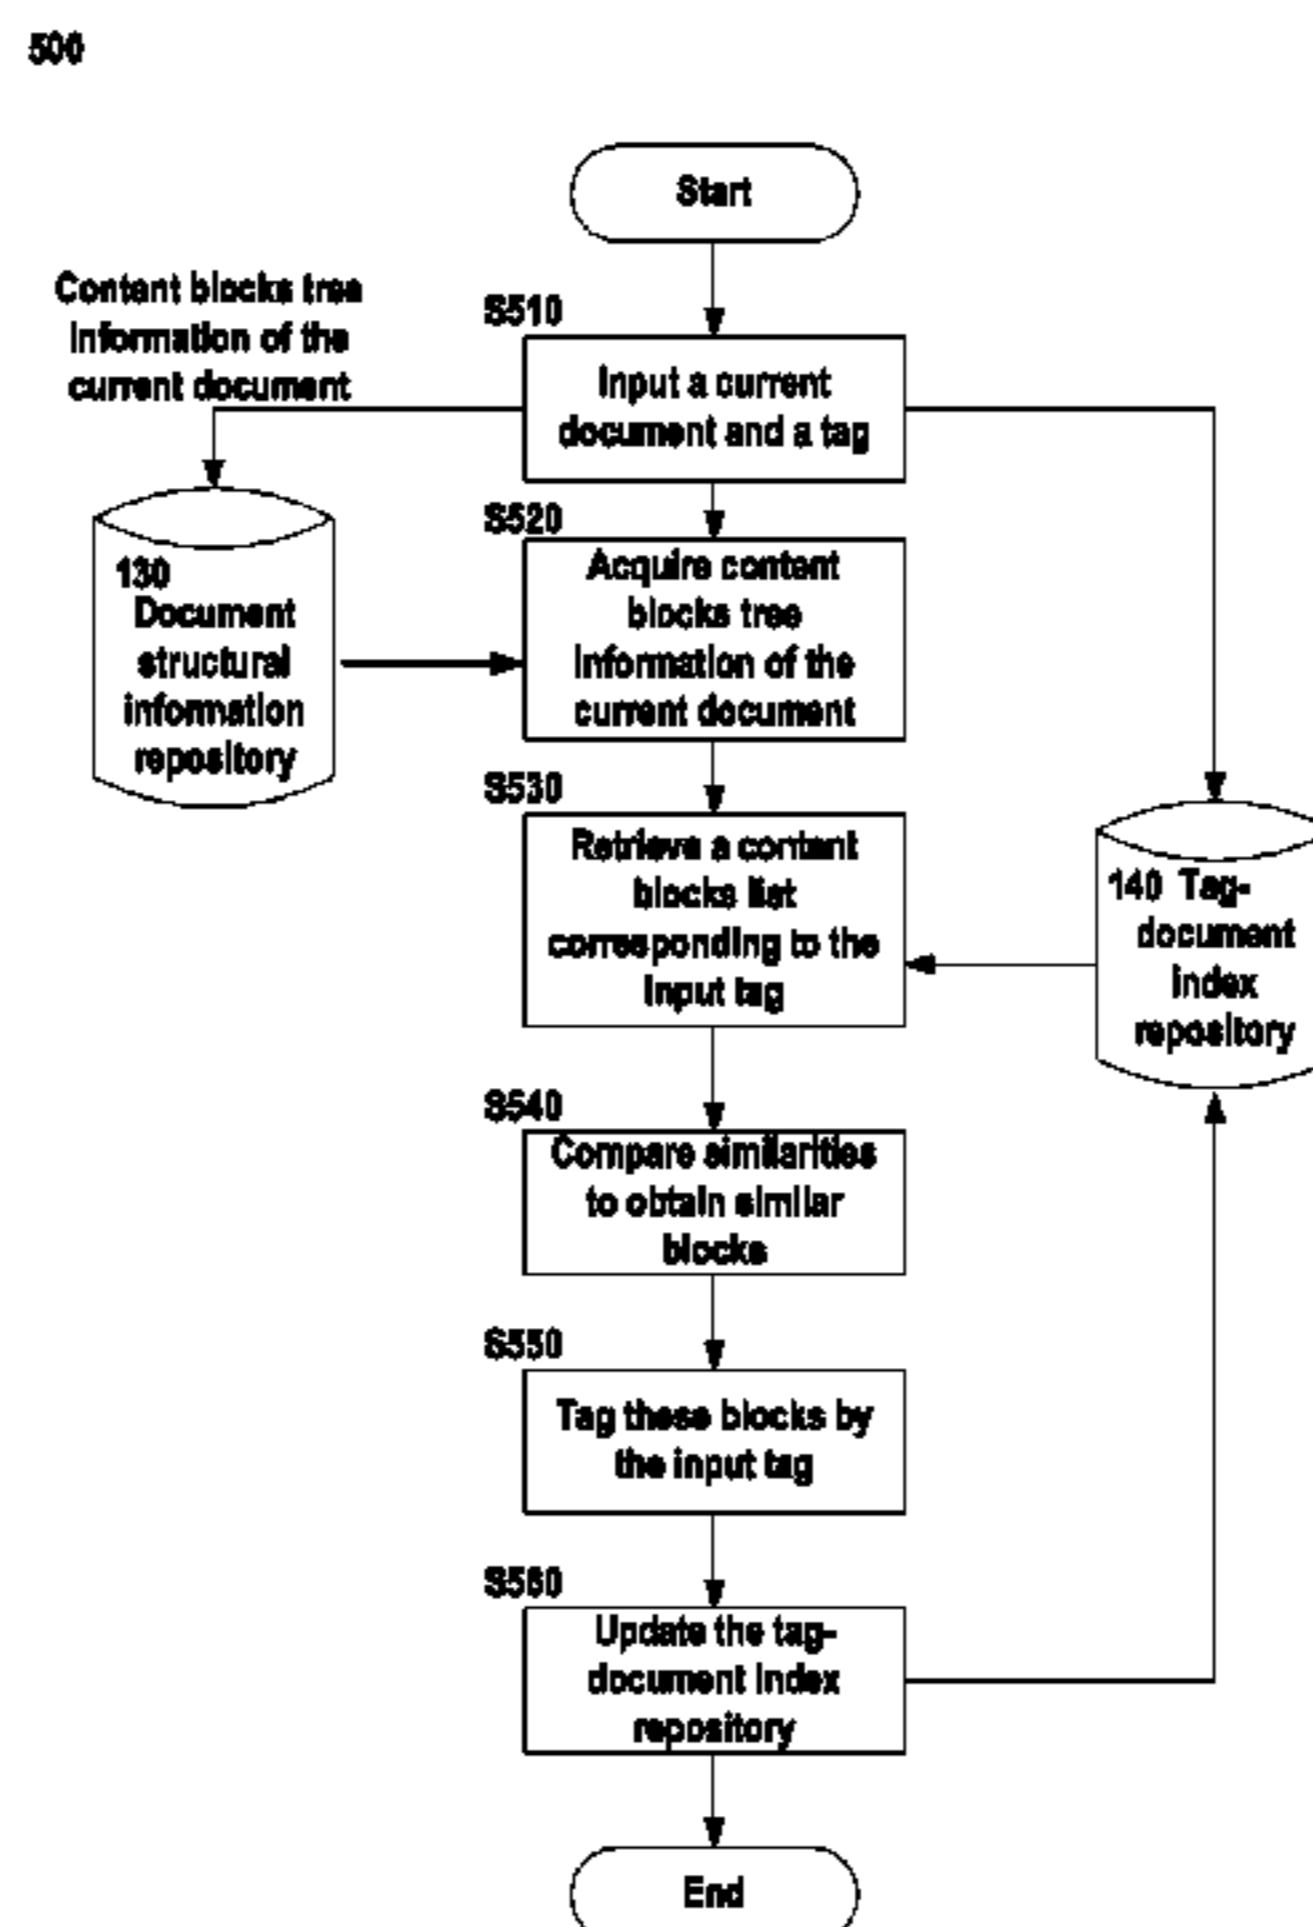 500
Start
Content blocks tree
information of the
current document
S510
Input a current
document and a tag
S520
Acquire content
blocks tree
information of the
current document
130
Document
structural
information
repository
S530
Retrieve a content
blocks list
corresponding to the
input tag
140 Tag-
document
index
repository
S540
Compare similarities
to obtain similar
blocks
S550
Tag these blocks by
the input tag
S560
Update the tag-
document index
repository
End